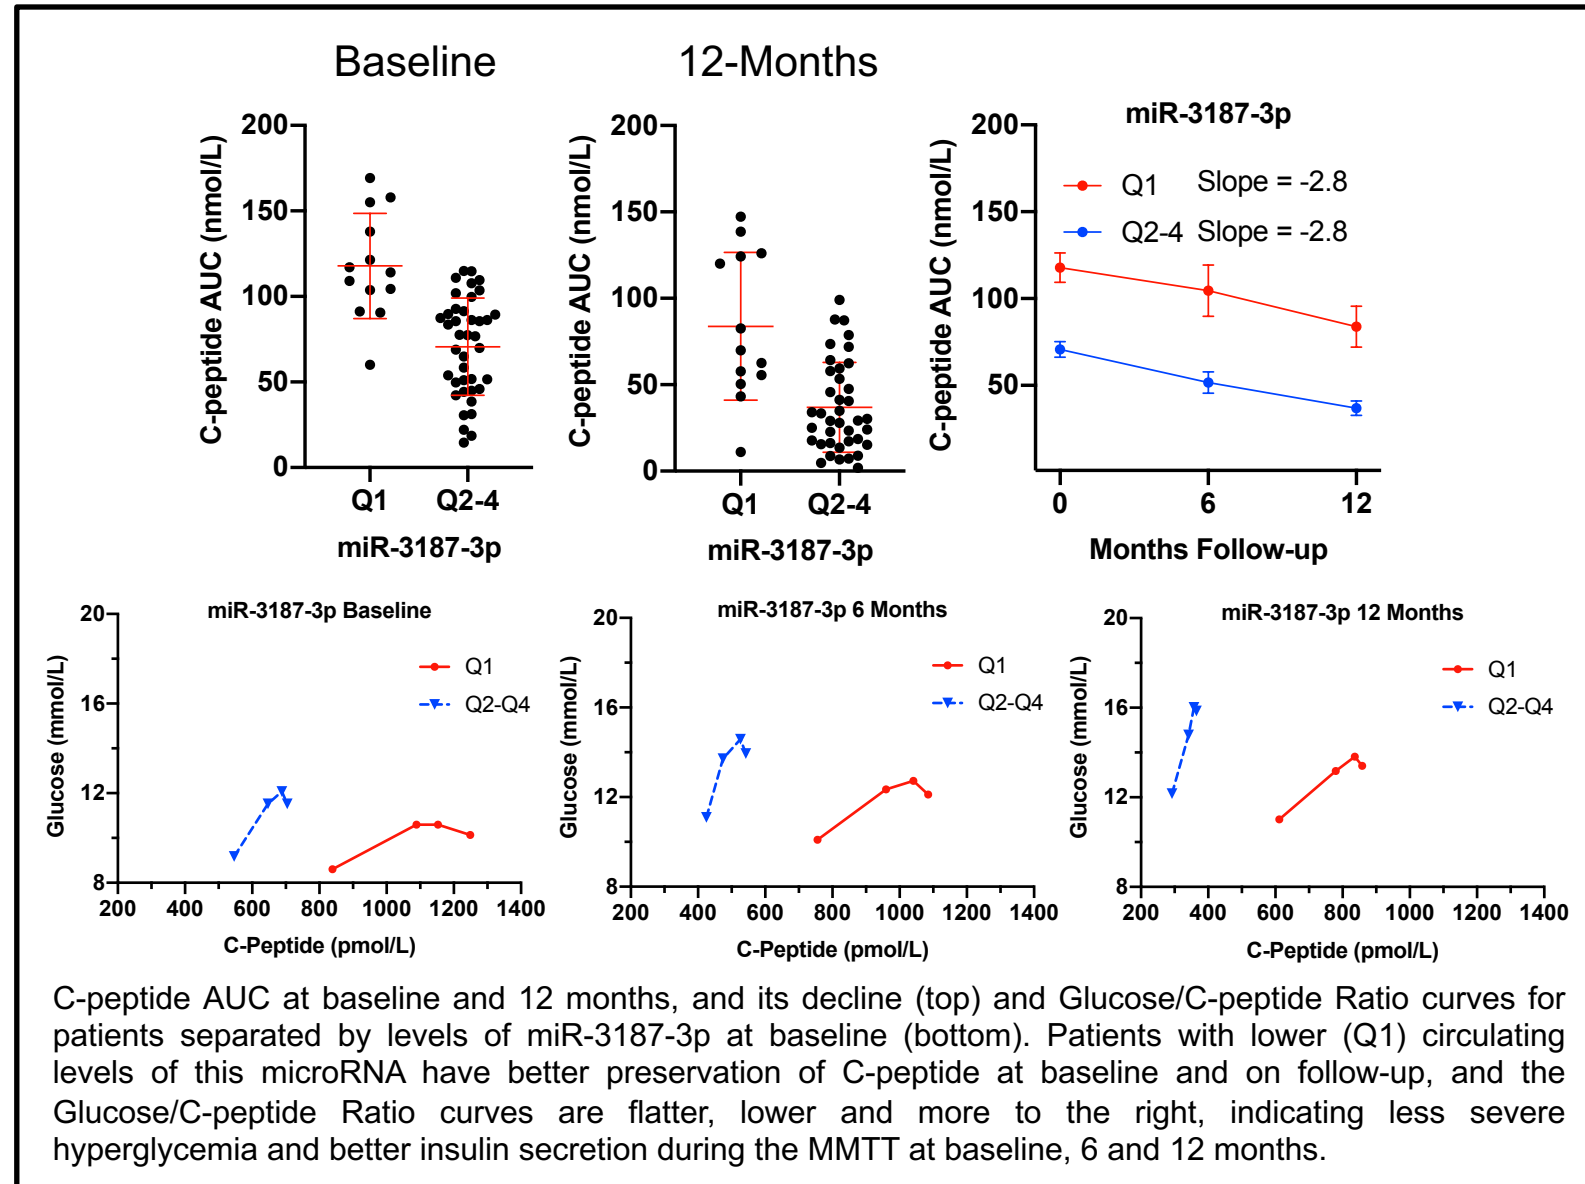 Baseline
12-Months
C-peptide AUC (nmol/L)
200
150
100
50
0
Q1
Q2-4
miR-3187-3p
C-peptide AUC (nmol/L)
200
150
100
50
0
Q1
Q2-4
miR-3187-3p
miR-3187-3p
C-peptide AUC (nmol/L)
200
150
100
50
Q1 Slope = -2.8
Q2-4 Slope = -2.8
0
6
12
Months Follow-up
miR-3187-3p Baseline
Glucose (mmol/L)
20
16
12
8
Q1
Q2-Q4
200 400 600 800 1000 1200 1400
C-Peptide (pmol/L)
miR-3187-3p 6 Months
Glucose (mmol/L)
20
16
12
8
Q1
Q2-Q4
200 400 600 800 1000 1200 1400
C-Peptide (pmol/L)
miR-3187-3p 12 Months
Glucose (mmol/L)
20
16
12
8
Q1
Q2-Q4
200 400 600 800 1000 1200 1400
C-Peptide (pmol/L)
C-peptide AUC at baseline and 12 months, and its decline (top) and Glucose/C-peptide Ratio curves for
patients separated by levels of miR-3187-3p at baseline (bottom). Patients with lower (Q1) circulating
levels of this microRNA have better preservation of C-peptide at baseline and on follow-up, and the
Glucose/C-peptide Ratio curves are flatter, lower and more to the right, indicating less severe
hyperglycemia and better insulin secretion during the MMTT at baseline, 6 and 12 months.